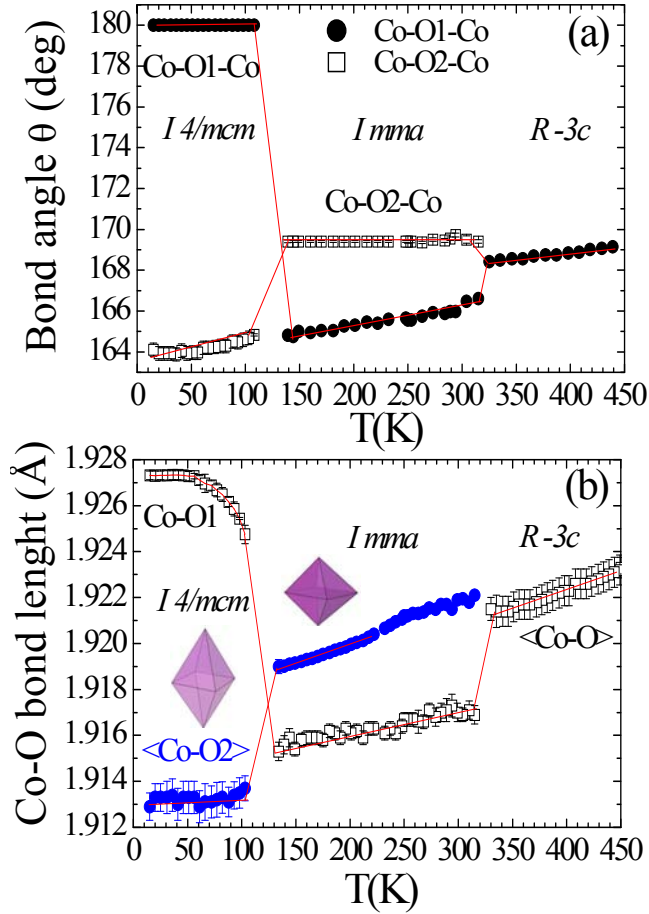 180
178
176
174
172
170
168
166
164
Bond angle θ (deg)
(a)
Co-O1-Co
Co-O2-Co
Co-O1-Co
I 4/mcm
I mma
R -3c
Co-O2-Co
0 50 100 150 200 250 300 350 400 450
T(K)
1.928
1.927
1.924
1.922
1.920
1.917
1.916
1.914
1.912
Co-O bond lenght (Å)
(b)
Co-O1
I mma
R -3c
I 4/mcm
<Co-O>
<Co-O2>
0 50 100 150 200 250 300 350 400 450
T(K)